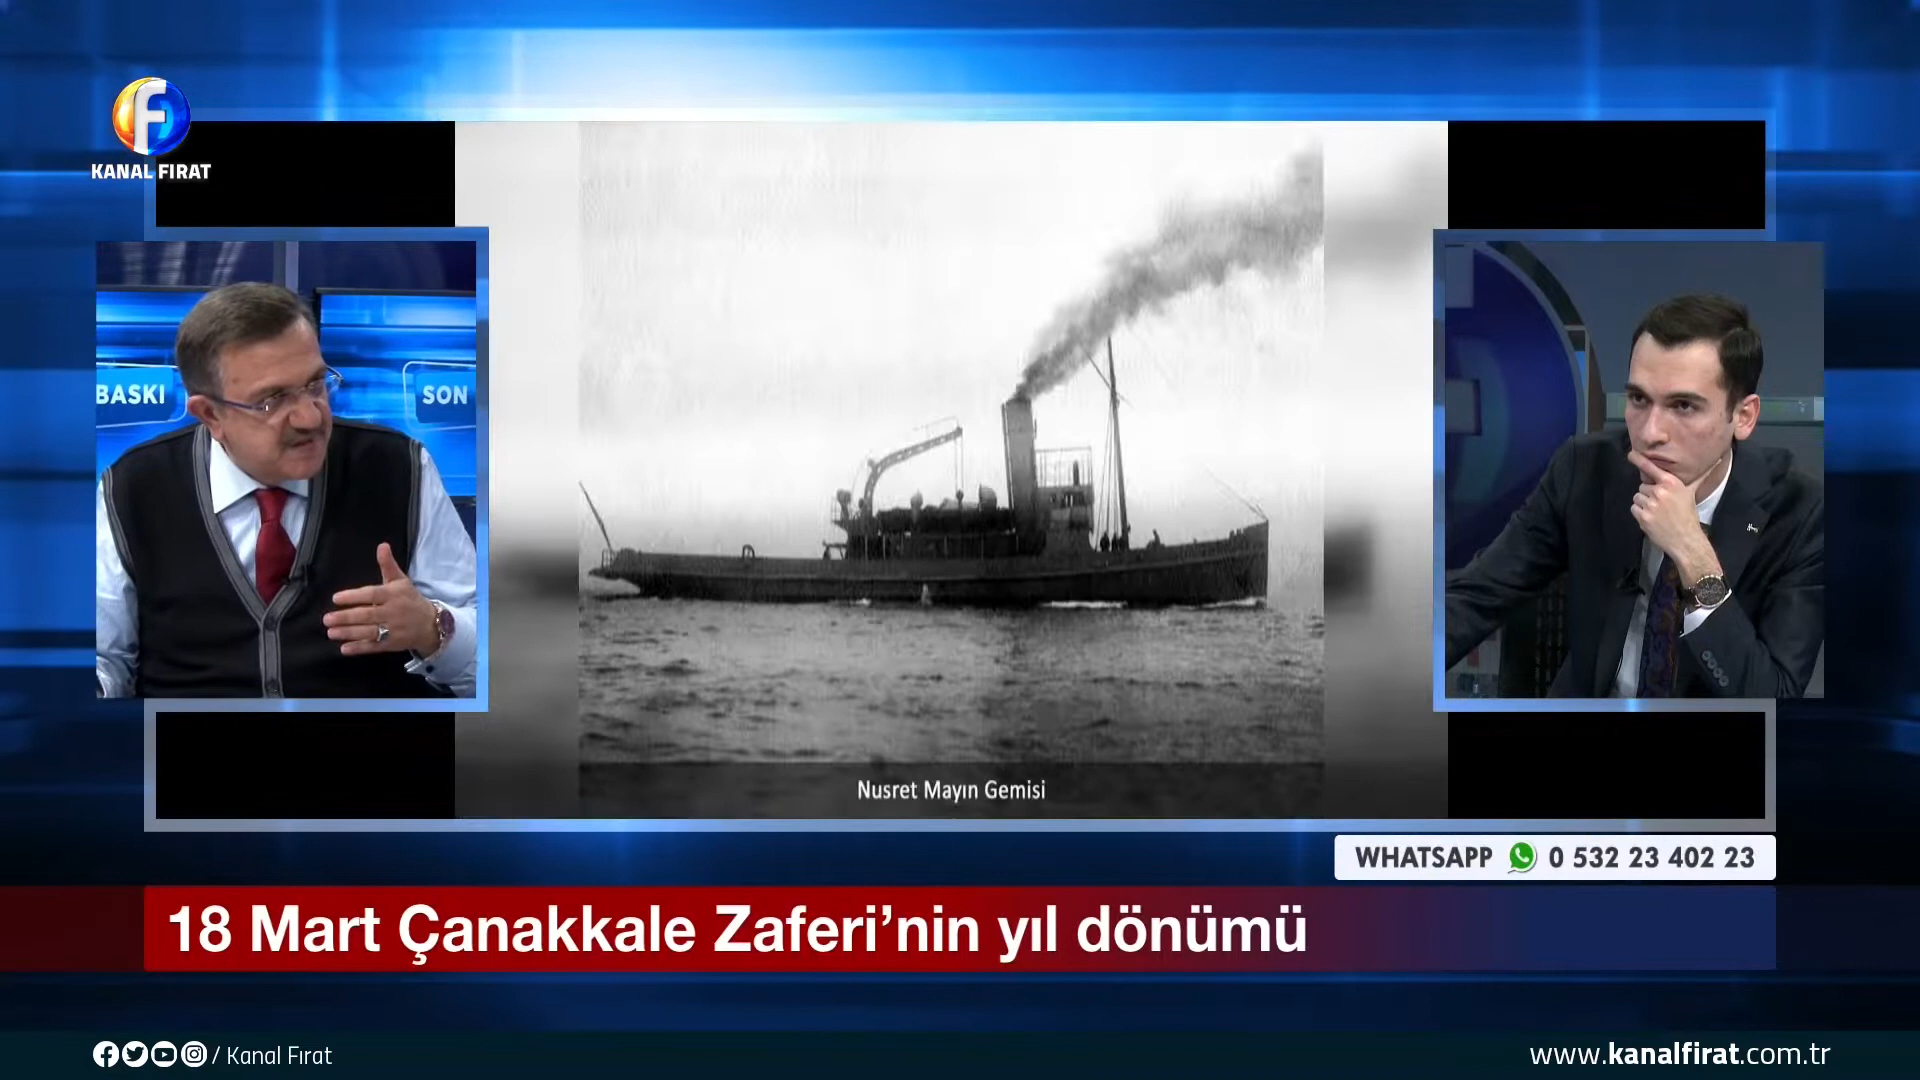 KANAL FIRAT
BASKI
SON
Nusret Mayın Gemisi
WHATSAPP 0 532 23 402 23
18 Mart Çanakkale Zaferi’nin yıl dönümü
/ Kanal Fırat
www.kanalfirat.com.tr